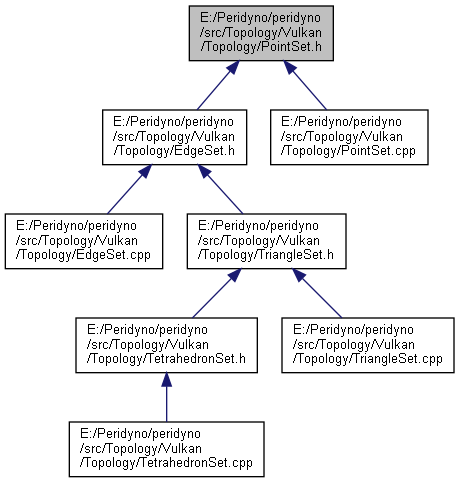 E:/Peridyno/peridyno
/src/Topology/Vulkan
/Topology/PointSet.h
E:/Peridyno/peridyno
/src/Topology/Vulkan
/Topology/EdgeSet.h
E:/Peridyno/peridyno
/src/Topology/Vulkan
/Topology/PointSet.cpp
E:/Peridyno/peridyno
/src/Topology/Vulkan
/Topology/EdgeSet.cpp
E:/Peridyno/peridyno
/src/Topology/Vulkan
/Topology/TriangleSet.h
E:/Peridyno/peridyno
/src/Topology/Vulkan
/Topology/TetrahedronSet.h
E:/Peridyno/peridyno
/src/Topology/Vulkan
/Topology/TriangleSet.cpp
E:/Peridyno/peridyno
/src/Topology/Vulkan
/Topology/TetrahedronSet.cpp